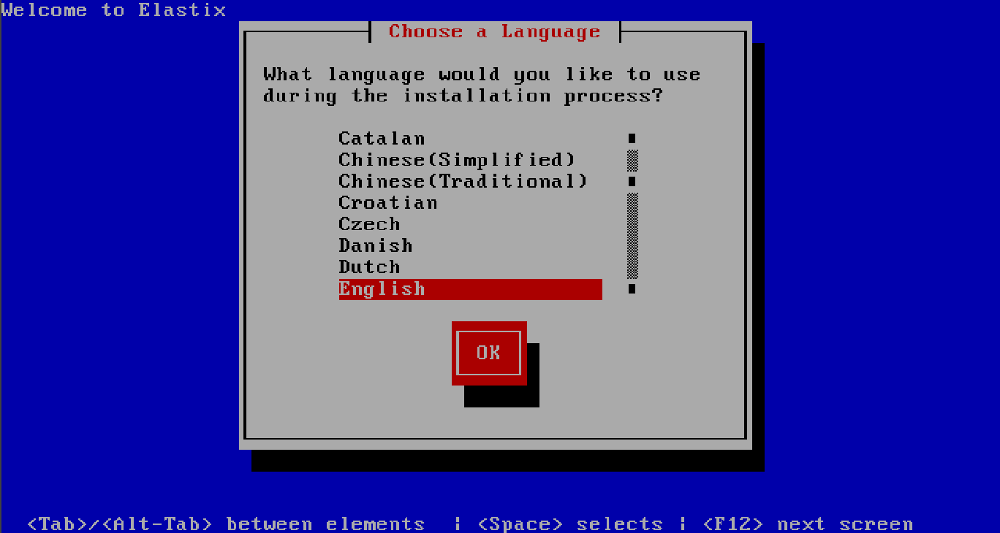 Welcome to Elastix
Choose a Language
What language would you like to use
during the installation process?
Catalan
Chinese(Simplified)
Chinese(Traditional)
Croatian
Czech
Danish
Dutch
English
OK
<Tab>/<Alt-Tab> between elements | <Space> selects | <F12> next screen